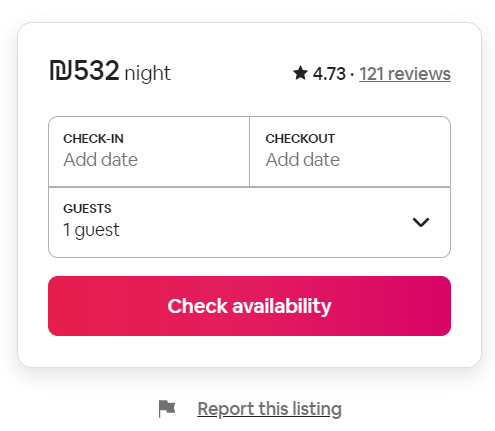 ₪532 night ★ 4.73 · 121 reviews
CHECK-IN CHECKOUT
Add date Add date
GUESTS
1 guest
Check availability
Report this listing